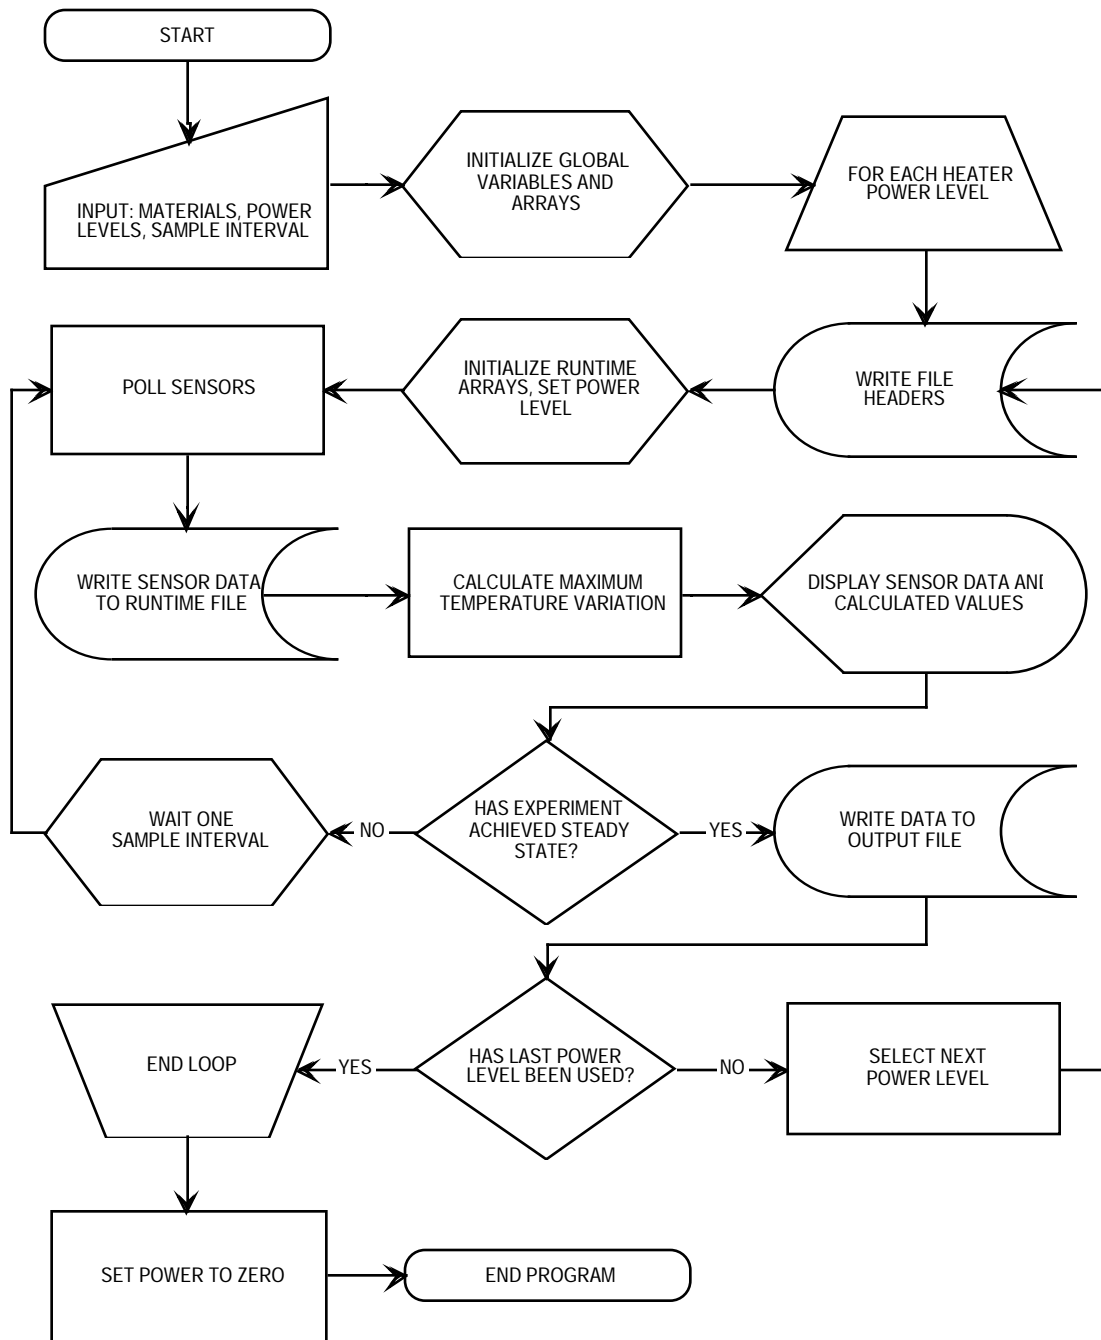 START
INPUT: MATERIALS, POWER
LEVELS, SAMPLE INTERVAL
INITIALIZE GLOBAL
VARIABLES AND
ARRAYS
FOR EACH HEATER
POWER LEVEL
POLL SENSORS
INITIALIZE RUNTIME
ARRAYS, SET POWER
LEVEL
WRITE FILE
HEADERS
WRITE SENSOR DATA
TO RUNTIME FILE
CALCULATE MAXIMUM
TEMPERATURE VARIATION
DISPLAY SENSOR DATA AND
CALCULATED VALUES
WAIT ONE
SAMPLE INTERVAL
NO
HAS EXPERIMENT
ACHIEVED STEADY
STATE?
YES
WRITE DATA TO
OUTPUT FILE
END LOOP
YES
HAS LAST POWER
LEVEL BEEN USED?
NO
SELECT NEXT
POWER LEVEL
SET POWER TO ZERO
END PROGRAM